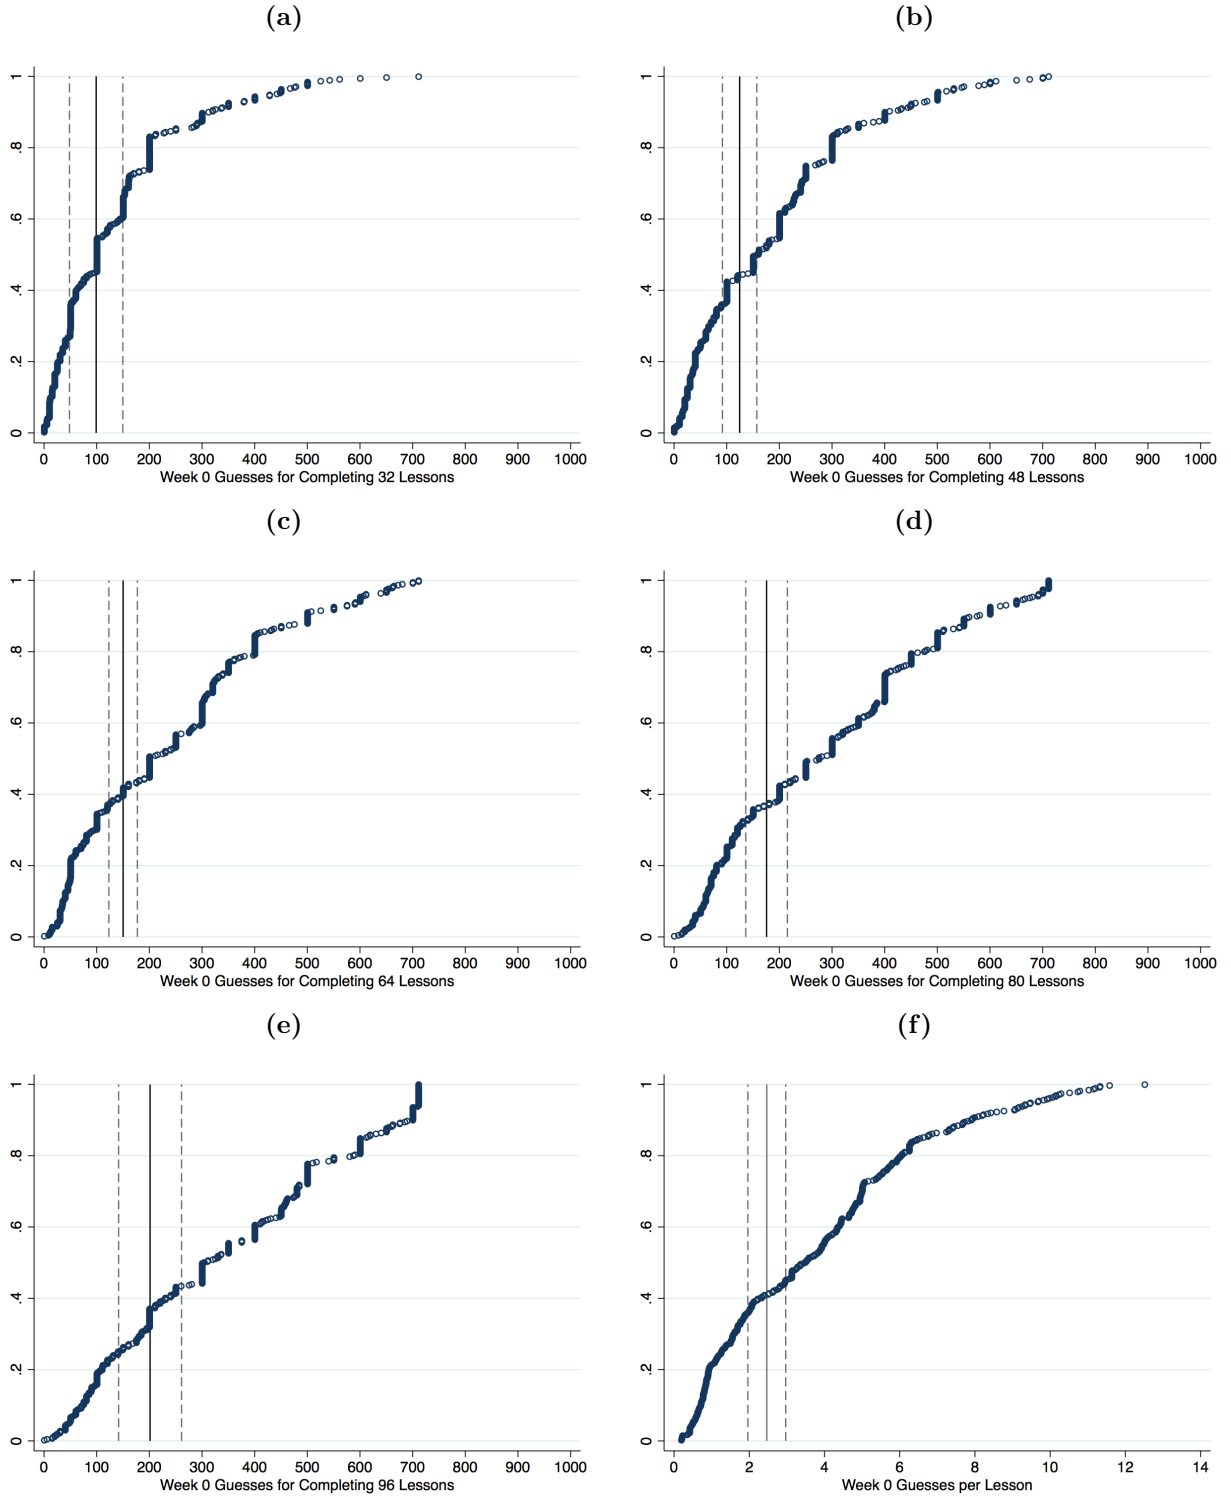 (a)
0 .2 .4 .6 .8 1
0 100 200 300 400 500 600 700 800 900 1000
Week 0 Guesses for Completing 32 Lessons
(b)
0 .2 .4 .6 .8 1
0 100 200 300 400 500 600 700 800 900 1000
Week 0 Guesses for Completing 48 Lessons
(c)
0 .2 .4 .6 .8 1
0 100 200 300 400 500 600 700 800 900 1000
Week 0 Guesses for Completing 64 Lessons
(d)
0 .2 .4 .6 .8 1
0 100 200 300 400 500 600 700 800 900 1000
Week 0 Guesses for Completing 80 Lessons
(e)
0 .2 .4 .6 .8 1
0 100 200 300 400 500 600 700 800 900 1000
Week 0 Guesses for Completing 96 Lessons
(f)
0 .2 .4 .6 .8 1
0 2 4 6 8 10 12 14
Week 0 Guesses per Lesson